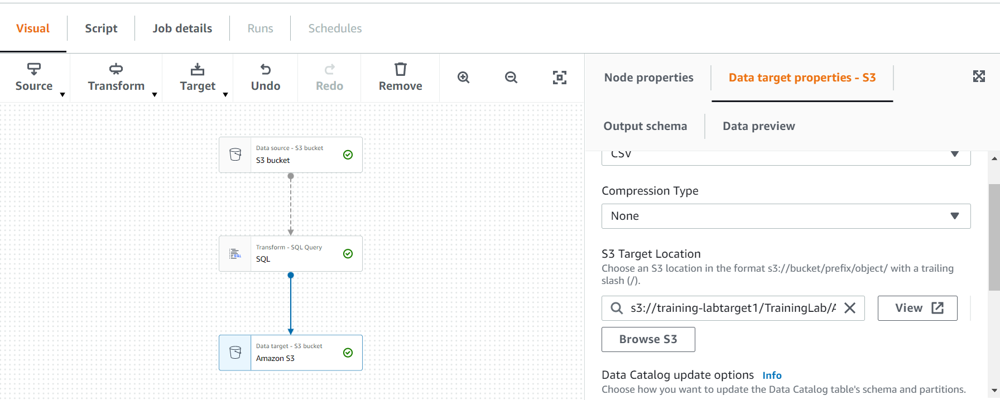 Visual
Script
Job details
Runs
Schedules
Source
Transform
Target
Undo
Redo
Remove
Node properties
Data target properties - S3
Output schema
Data preview
Data source - S3 bucket
S3 bucket
Transform - SQL Query
SQL
SQL
Data target - S3 bucket
Amazon S3
CSV
Compression Type
None
S3 Target Location
Choose an S3 location in the format s3://bucket/prefix/object/ with a trailing
slash (/).
s3://training-labtarget1/TrainingLab/A
View
Browse S3
Data Catalog update options Info
Choose how you want to update the Data Catalog table's schema and partitions.